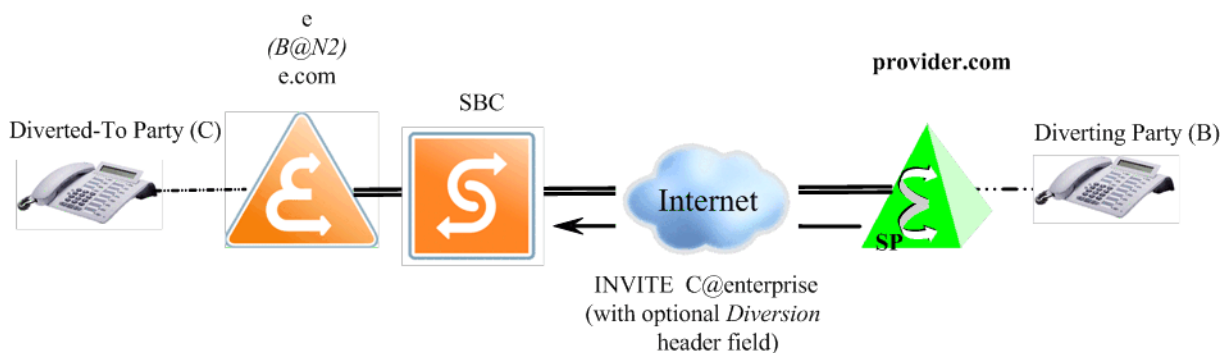 e
(B@N2)
e.com
SBC
provider.com
Diverted-To Party (C)
Diverting Party (B)
Internet
SP
INVITE C@enterprise
(with optional Diversion
header field)